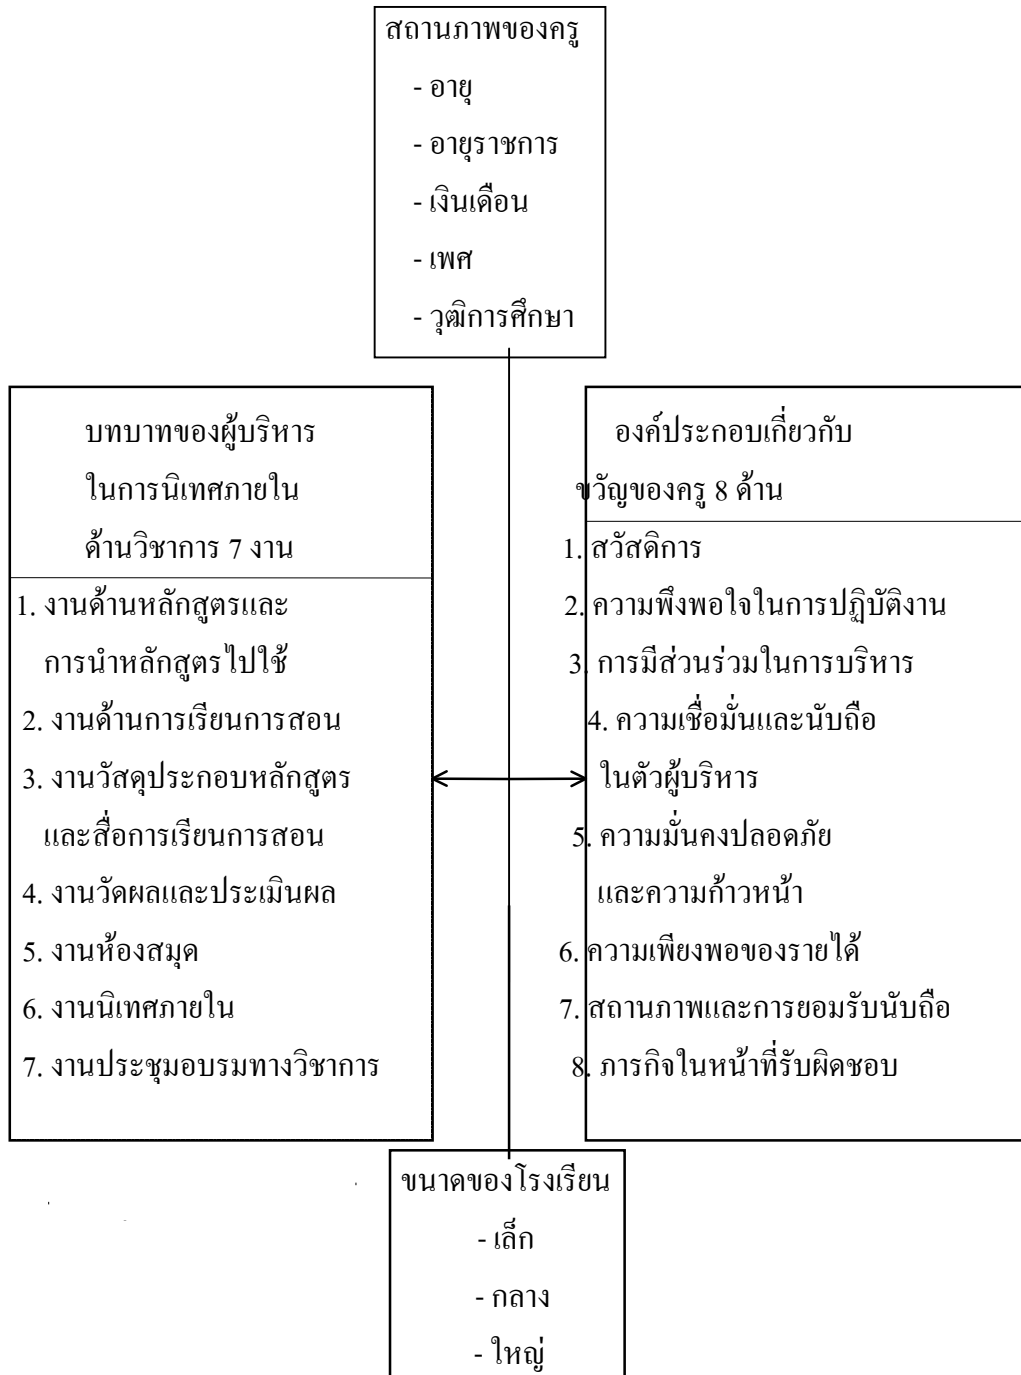 สถานภาพของครู
- อายุ
- อายุราชการ
- เงินเดือน
- เพศ
- วุฒิการศึกษา
บทบาทของผู้บริหาร
ในการนิเทศภายใน
ด้านวิชาการ 7 งาน
1. งานด้านหลักสูตรและ
การนำหลักสูตรไปใช้
2. งานด้านการเรียนการสอน
3. งานวัสดุประกอบหลักสูตร
และสื่อการเรียนการสอน
4. งานวัดผลและประเมินผล
5. งานห้องสมุด
6. งานนิเทศภายใน
7. งานประชุมอบรมทางวิชาการ
องค์ประกอบเกี่ยวกับ
ขวัญของครู 8 ด้าน
1. สวัสดิการ
2. ความพึงพอใจในการปฏิบัติงาน
3. การมีส่วนร่วมในการบริหาร
4. ความเชื่อมั่นและนับถือ
ในตัวผู้บริหาร
5. ความมั่นคงปลอดภัย
และความก้าวหน้า
6. ความเพียงพอของรายได้
7. สถานภาพและการยอมรับนับถือ
8. ภารกิจในหน้าที่รับผิดชอบ
ขนาดของโรงเรียน
- เล็ก
- กลาง
- ใหญ่